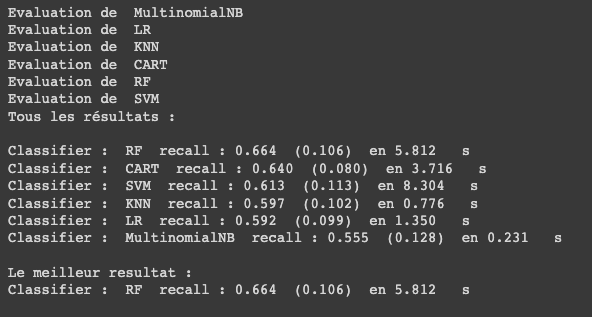 Evaluation de  MultinomialNB
Evaluation de  LR
Evaluation de  KNN
Evaluation de  CART
Evaluation de  RF
Evaluation de  SVM
Tous les résultats :
Classifier :  RF  recall : 0.664  (0.106)  en 5.812   s
Classifier :  CART  recall : 0.640  (0.080)  en 3.716   s
Classifier :  SVM  recall : 0.613  (0.113)  en 8.304   s
Classifier :  KNN  recall : 0.597  (0.102)  en 0.776   s
Classifier :  LR  recall : 0.592  (0.099)  en 1.350   s
Classifier :  MultinomialNB  recall : 0.555  (0.128)  en 0.231   s
Le meilleur resultat :
Classifier :  RF  recall : 0.664  (0.106)  en 5.812   s